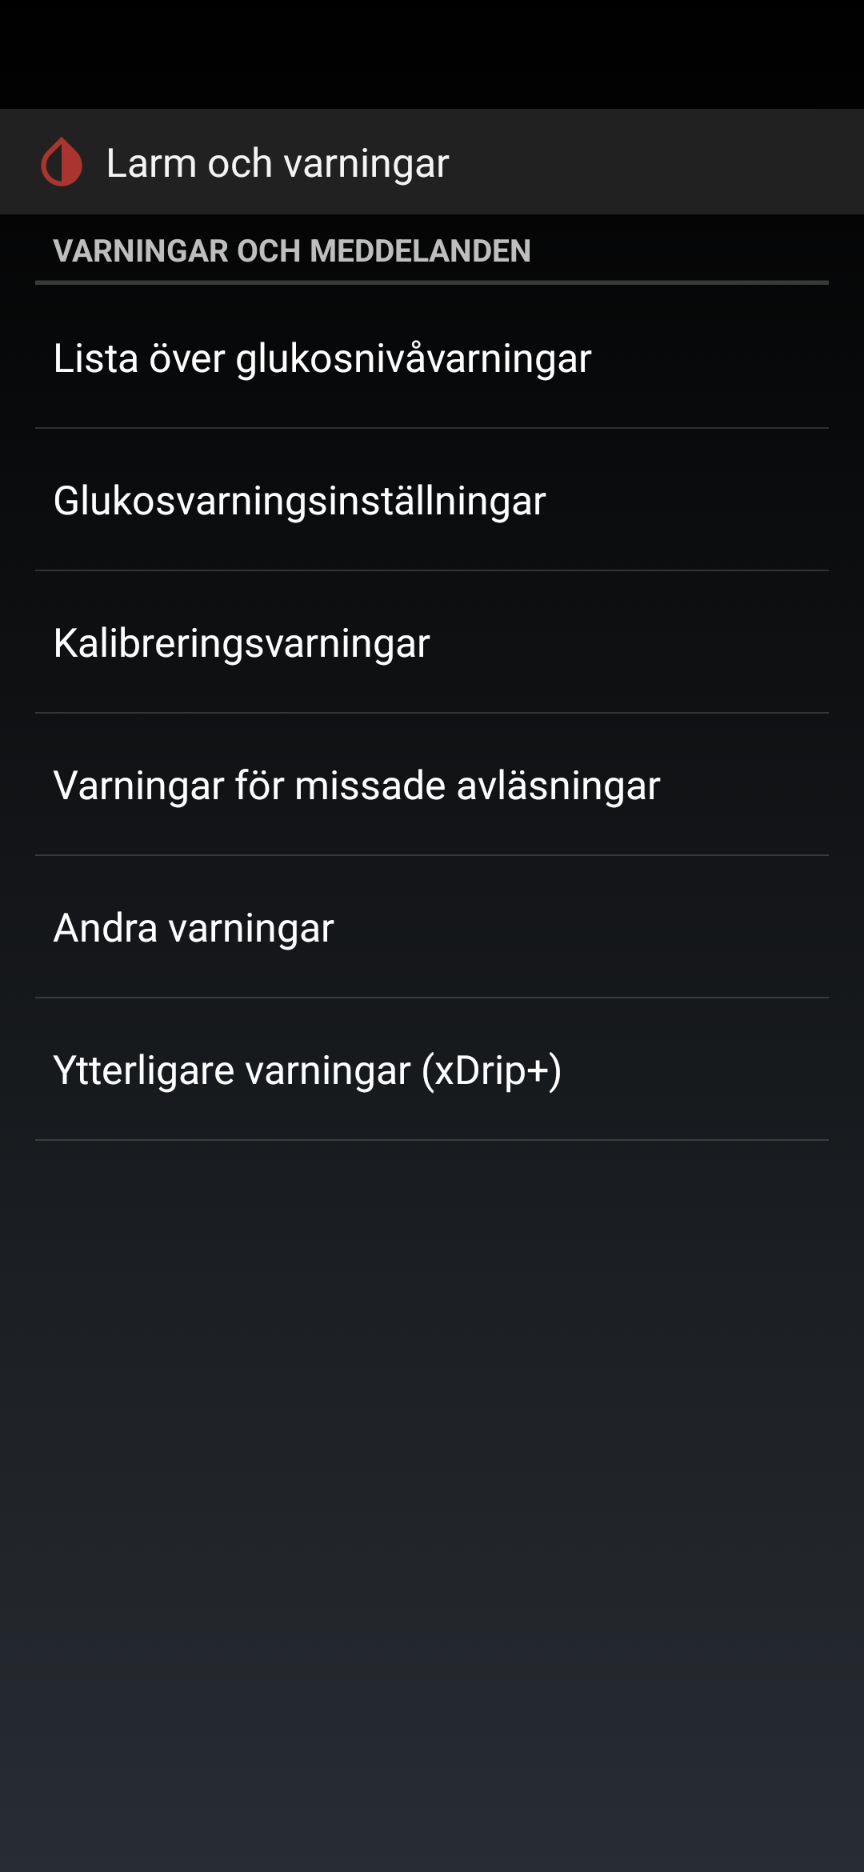 Larm och varningar
VARNINGAR OCH MEDDELANDEN
Lista över glukosnivåvarningar
Glukosvarningsinställningar
Kalibreringsvarningar
Varningar för missade avläsningar
Andra varningar
Ytterligare varningar (xDrip+)